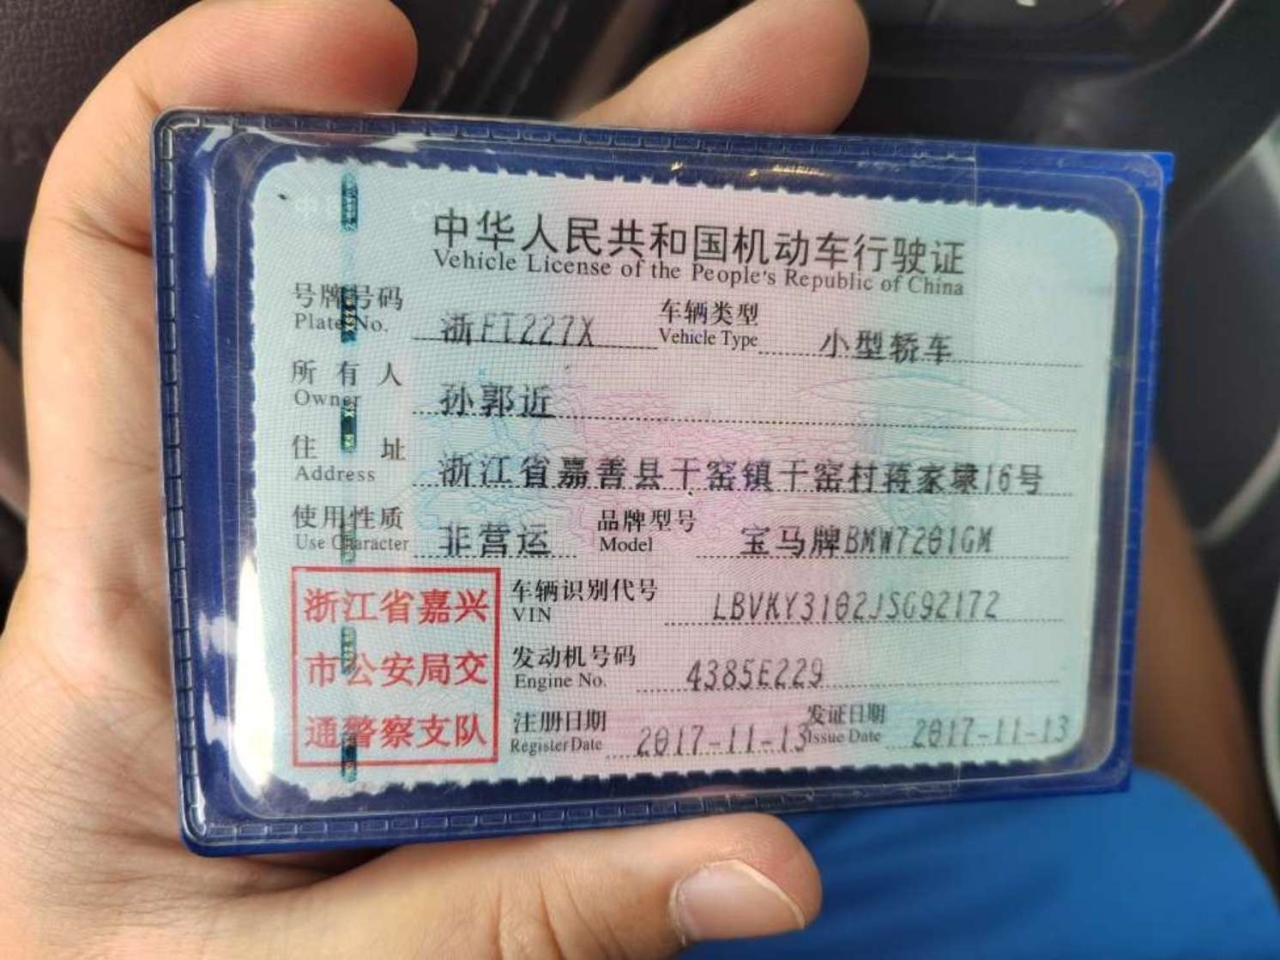 中华人民共和国机动车行驶证
Vehicle License of the People's Republic of China
号牌号码 浙FT227X 车辆类型 小型轿车
Plate No. Vehicle Type
所有人 孙郭近
Owner
住址 浙江省嘉善县干窑镇干窑村蒋家埭16号
Address
使用性质 非营运 品牌型号 宝马牌BMW7201GM
Use Character Model
浙江省嘉兴
市公安局交
通警察支队
车辆识别代号 LBVKY3102JSG92172
VIN
发动机号码 4385E229
Engine No.
注册日期 2017-11-13 发证日期 2017-11-13
Register Date Issue Date